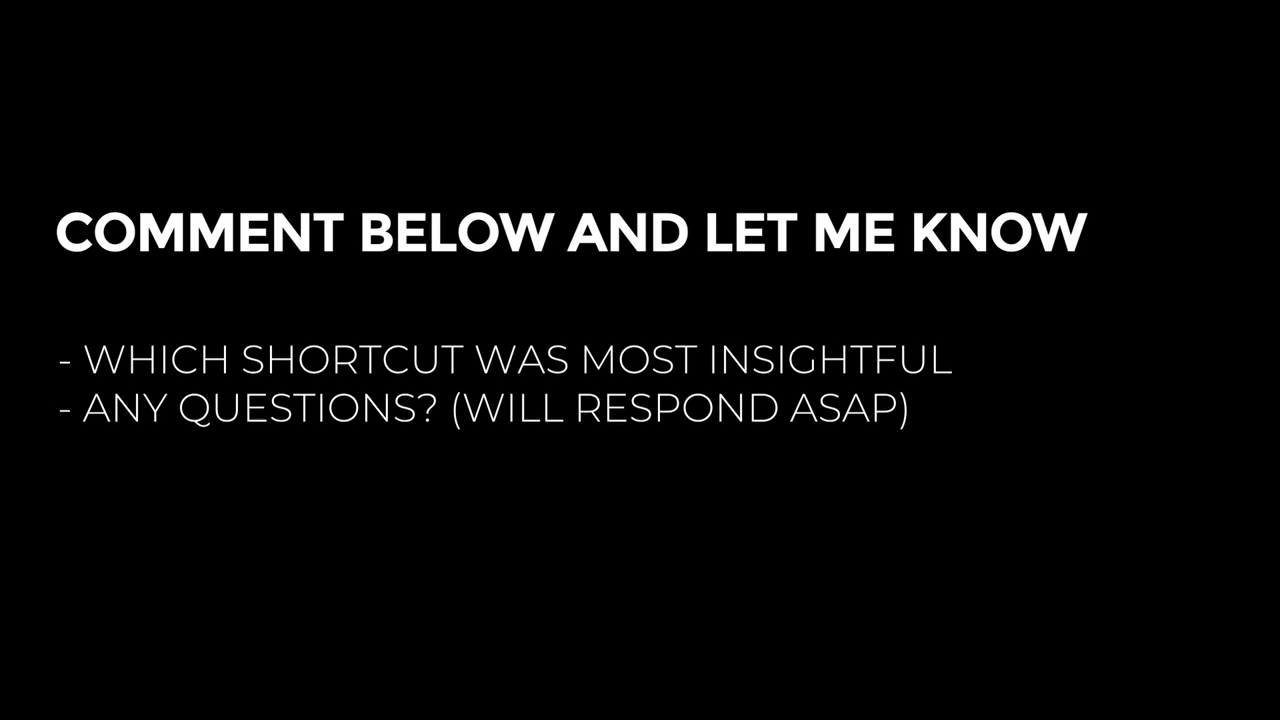 COMMENT BELOW AND LET ME KNOW
- WHICH SHORTCUT WAS MOST INSIGHTFUL
- ANY QUESTIONS? (WILL RESPOND ASAP)